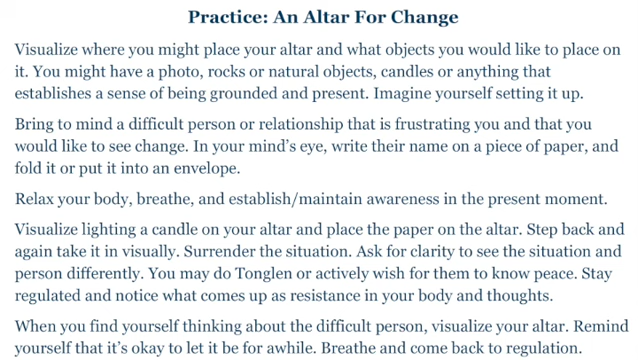 Practice: An Altar For Change
Visualize where you might place your altar and what objects you would like to place on
it. You might have a photo, rocks or natural objects, candles or anything that
establishes a sense of being grounded and present. Imagine yourself setting it up.
Bring to mind a difficult person or relationship that is frustrating you and that you
would like to see change. In your mind's eye, write their name on a piece of paper, and
fold it or put it into an envelope.
Relax your body, breathe, and establish/maintain awareness in the present moment.
Visualize lighting a candle on your altar and place the paper on the altar. Step back and
again take it in visually. Surrender the situation. Ask for clarity to see the situation and
person differently. You may do Tonglen or actively wish for them to know peace. Stay
regulated and notice what comes up as resistance in your body and thoughts.
When you find yourself thinking about the difficult person, visualize your altar. Remind
yourself that it's okay to let it be for awhile. Breathe and come back to regulation.